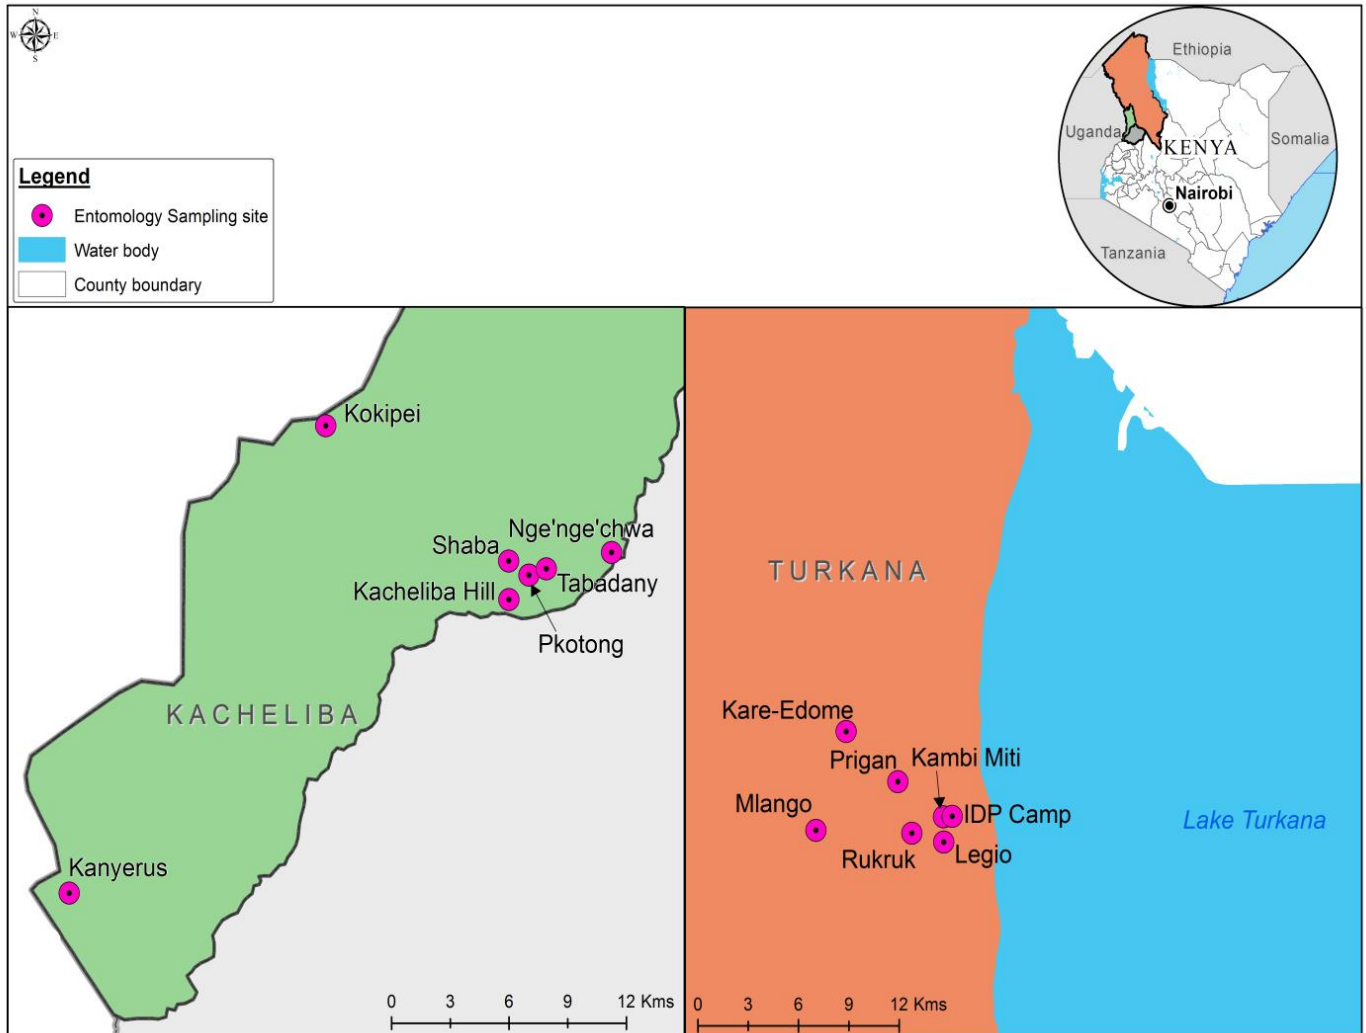 N
W E
S
Legend
Entomology Sampling site
Water body
County boundary
Ethiopia
Uganda
Somalia
KENYA
Nairobi
Tanzania
Kokipei
Nge'nge'chwa
Shaba
Kacheliba Hill
Tabadany
Pkotong
KACHELIBA
Kanyerus
0 3 6 9 12 Kms
TURKANA
Kare-Edome
Prigan
Kambi Miti
Mlango
IDP Camp
Rukruk
Legio
Lake Turkana
0 3 6 9 12 Kms